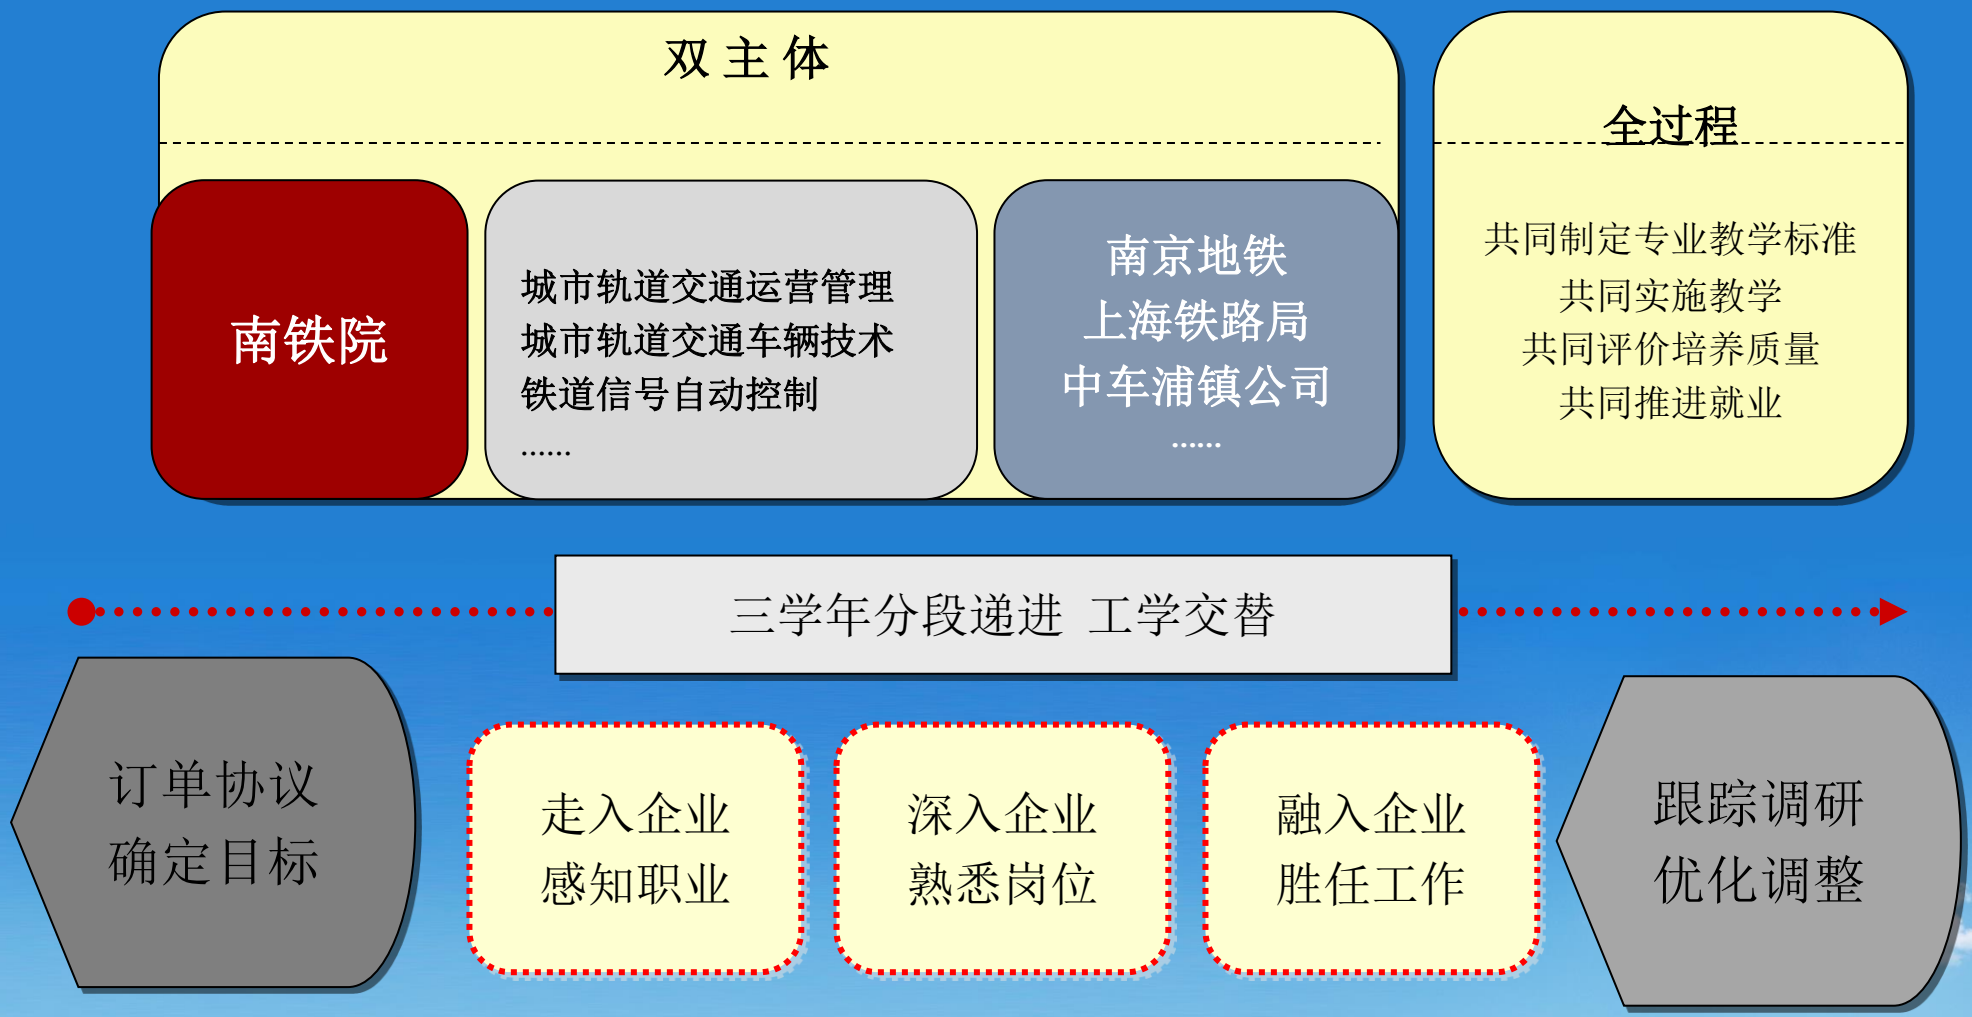 双 主 体
南铁院
城市轨道交通运营管理
城市轨道交通车辆技术
铁道信号自动控制
......
南京地铁
上海铁路局
中车浦镇公司
......
全过程
共同制定专业教学标准
共同实施教学
共同评价培养质量
共同推进就业
三学年分段递进 工学交替
订单协议
确定目标
走入企业
感知职业
深入企业
熟悉岗位
融入企业
胜任工作
跟踪调研
优化调整